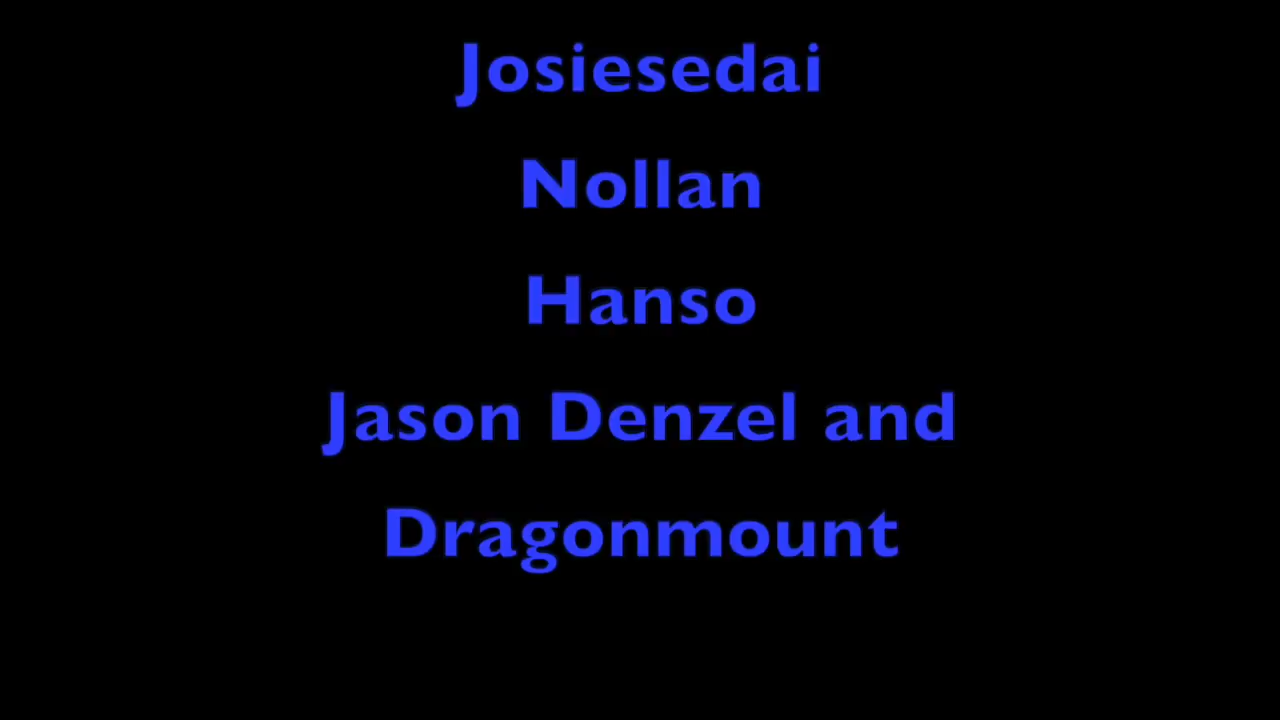 Josiesedai
Nollan
Hanso
Jason Denzel and
Dragonmount